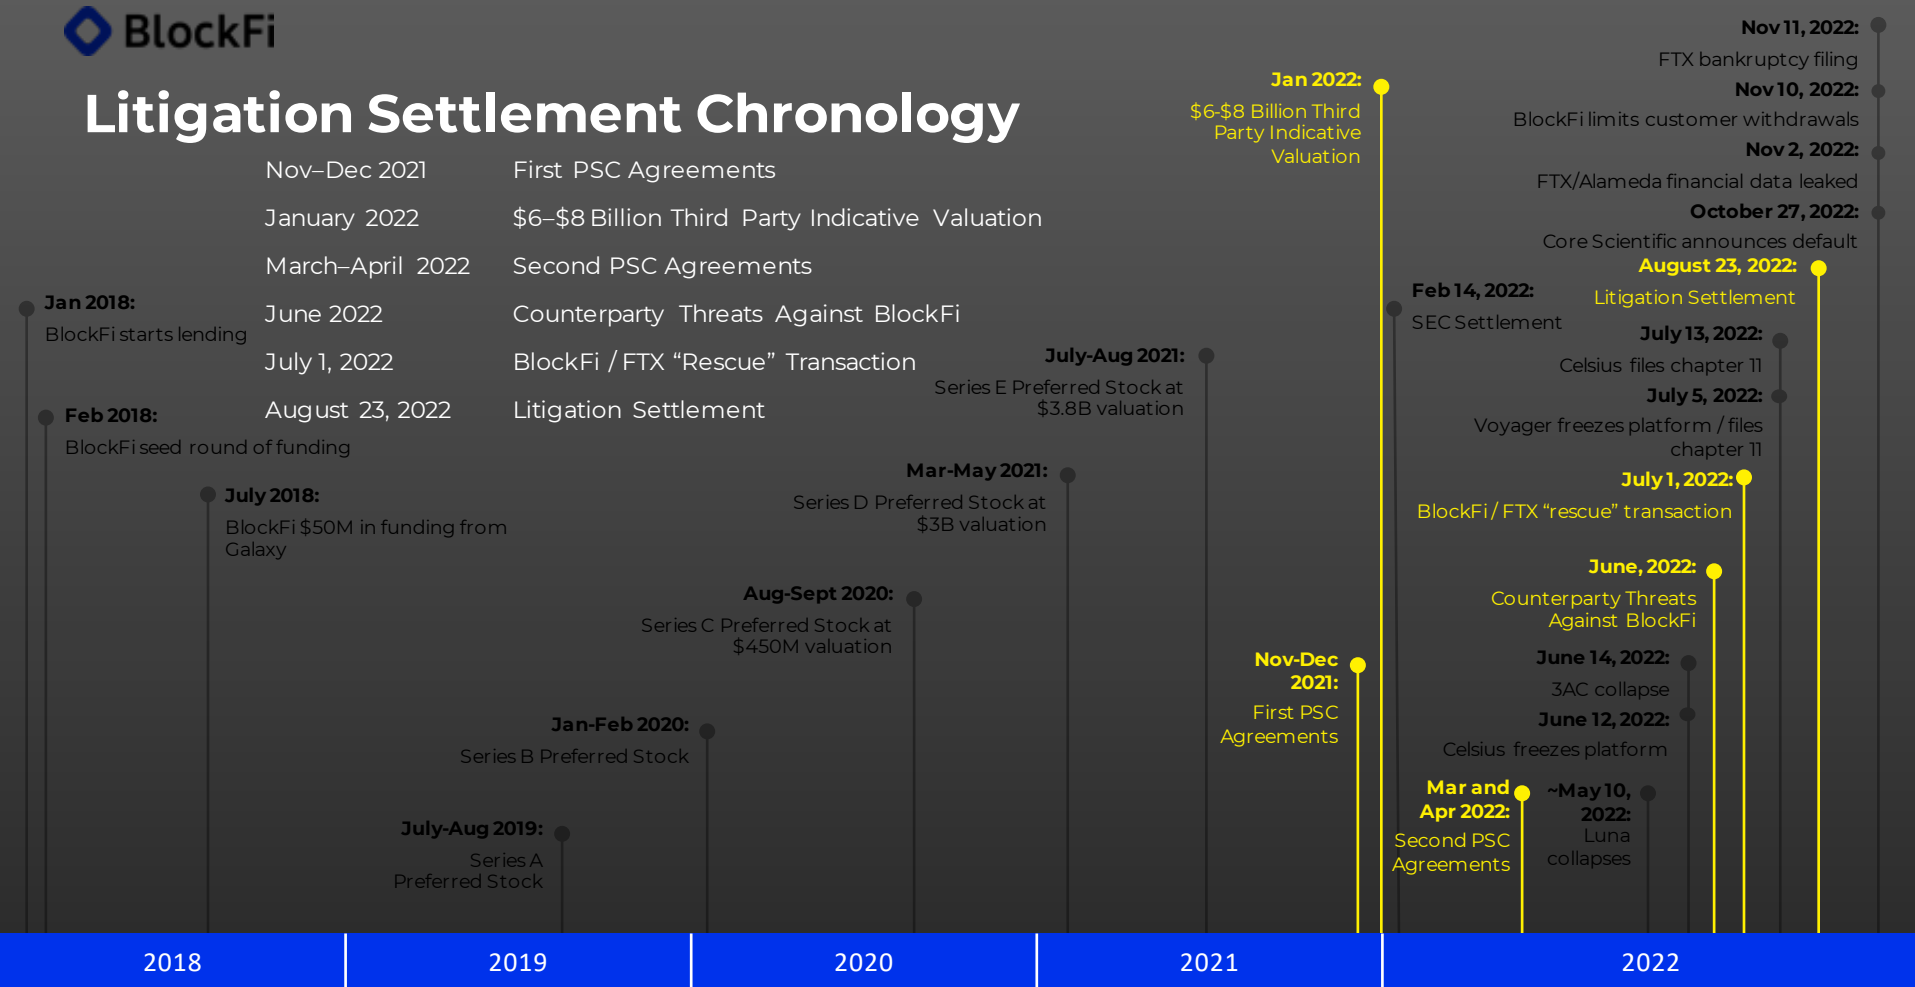 BlockFi
Litigation Settlement Chronology
Nov–Dec 2021 First PSC Agreements
January 2022 $6–$8 Billion Third Party Indicative Valuation
March–April 2022 Second PSC Agreements
June 2022 Counterparty Threats Against BlockFi
July 1, 2022 BlockFi / FTX “Rescue” Transaction
August 23, 2022 Litigation Settlement
Jan 2018:
BlockFi starts lending
Feb 2018:
BlockFi seed round of funding
July 2018:
BlockFi $50M in funding from
Galaxy
July-Aug 2019:
Series A
Preferred Stock
Jan-Feb 2020:
Series B Preferred Stock
Aug-Sept 2020:
Series C Preferred Stock at
$450M valuation
Mar-May 2021:
Series D Preferred Stock at
$3B valuation
July-Aug 2021:
Series E Preferred Stock at
$3.8B valuation
Nov-Dec
2021:
First PSC
Agreements
Jan 2022:
$6-$8 Billion Third
Party Indicative
Valuation
Feb 14, 2022:
SEC Settlement
Mar and
Apr 2022:
Second PSC
Agreements
~May 10,
2022:
Luna
collapses
June 12, 2022:
Celsius freezes platform
June 14, 2022:
3AC collapse
June, 2022:
Counterparty Threats
Against BlockFi
July 1, 2022:
BlockFi / FTX “rescue” transaction
July 5, 2022:
Voyager freezes platform / files
chapter 11
July 13, 2022:
Celsius files chapter 11
August 23, 2022:
Litigation Settlement
October 27, 2022:
Core Scientific announces default
Nov 2, 2022:
FTX/Alameda financial data leaked
Nov 10, 2022:
BlockFi limits customer withdrawals
Nov 11, 2022:
FTX bankruptcy filing
2018 2019 2020 2021 2022